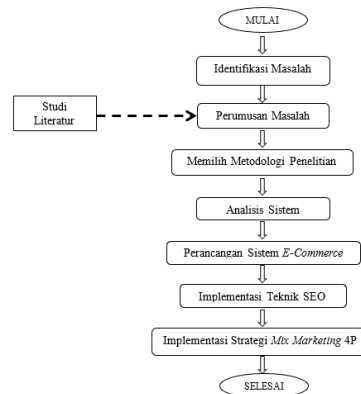 MULAI
Identifikasi Masalah
Studi
Literatur
Perumusan Masalah
Memilih Metodologi Penelitian
Analisis Sistem
Perancangan Sistem E-Commerce
Implementasi Teknik SEO
Implementasi Strategi Mix Marketing 4P
SELESAI